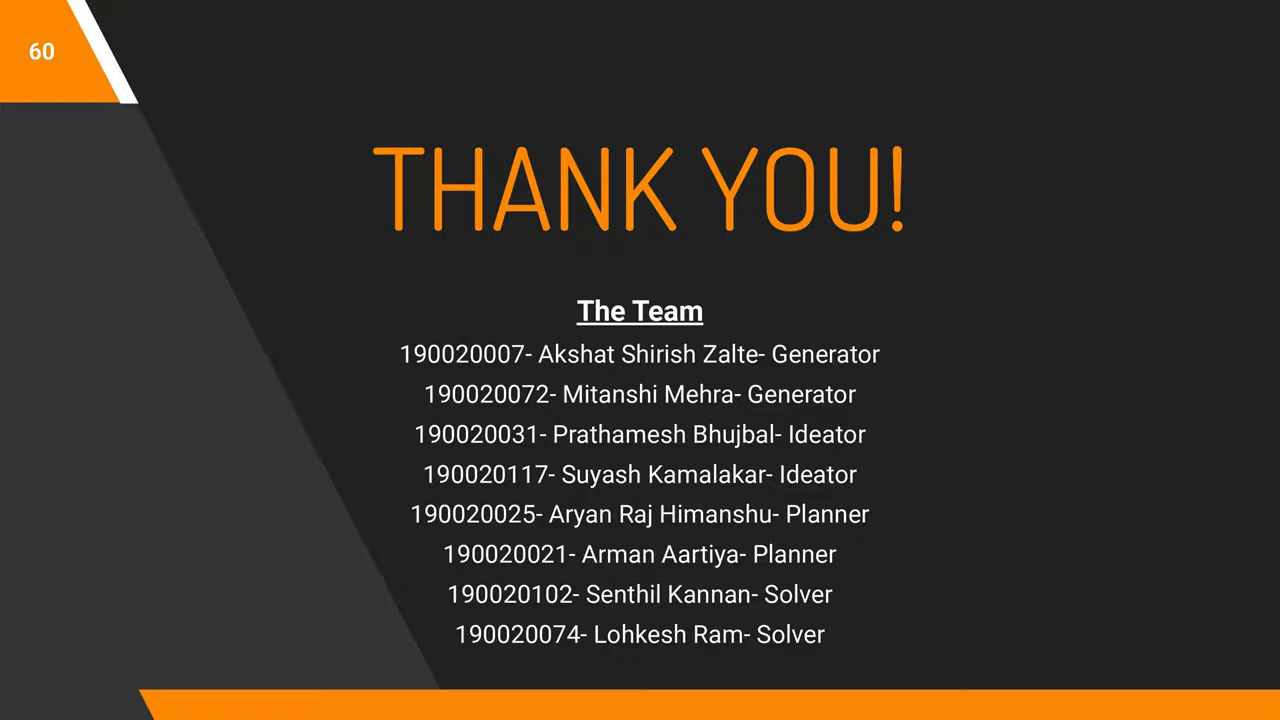 60
THANK YOU!
The Team
190020007- Akshat Shirish Zalte- Generator
190020072- Mitanshi Mehra- Generator
190020031- Prathamesh Bhujbal- Ideator
190020117- Suyash Kamalakar- Ideator
190020025- Aryan Raj Himanshu- Planner
190020021- Arman Aartiya- Planner
190020102- Senthil Kannan- Solver
190020074- Lohkesh Ram- Solver